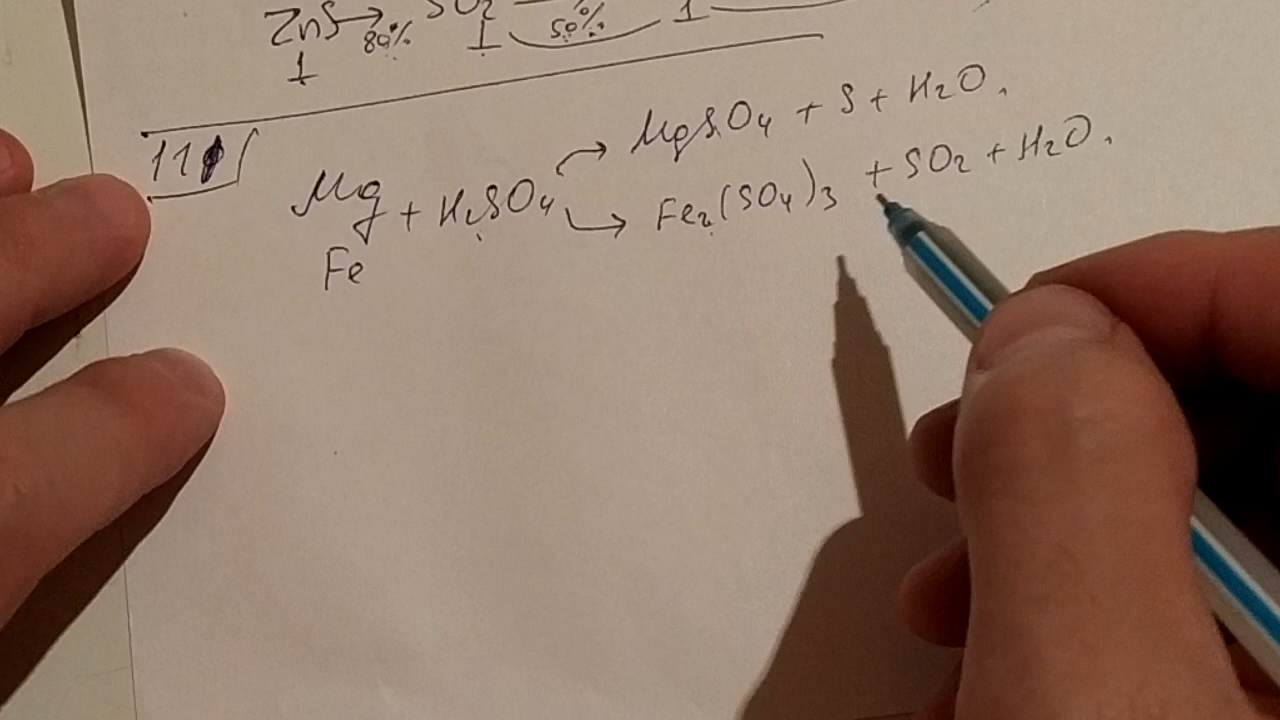 ZnS → 80% SO2 % 50% 1
1 1
11
Mg + H2SO4 → MgSO4 + S + H2O.
Fe → Fe2(SO4)3 + SO2 + H2O.